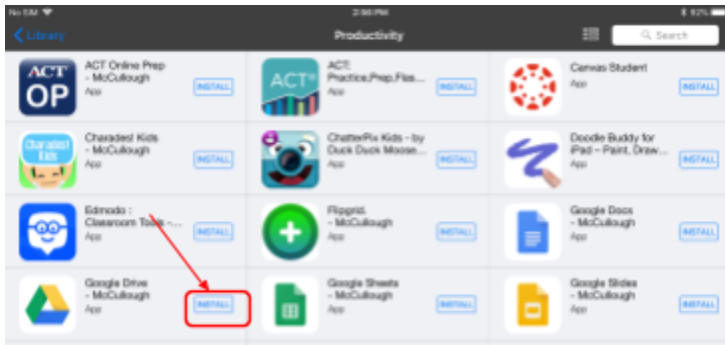 No SIM 2:56 PM 92%
Library Productivity Search
ACT OP
ACT Online Prep
- McCullough
App
INSTALL
ACT
ACT:
Practice,Prep,Flas...
App
INSTALL
Canvas Student
App
INSTALL
Charades! Kids
Charades! Kids
- McCullough
App
INSTALL
ChatterPix Kids - by
Duck Duck Moose...
App
INSTALL
Doodle Buddy for
iPad - Paint, Draw...
App
INSTALL
Edmodo :
Classroom Tools -...
App
INSTALL
Flipgrid.
- McCullough
App
INSTALL
Google Docs
- McCullough
App
INSTALL
Google Drive
- McCullough
App
INSTALL
Google Sheets
- McCullough
App
INSTALL
Google Slides
- McCullough
App
INSTALL